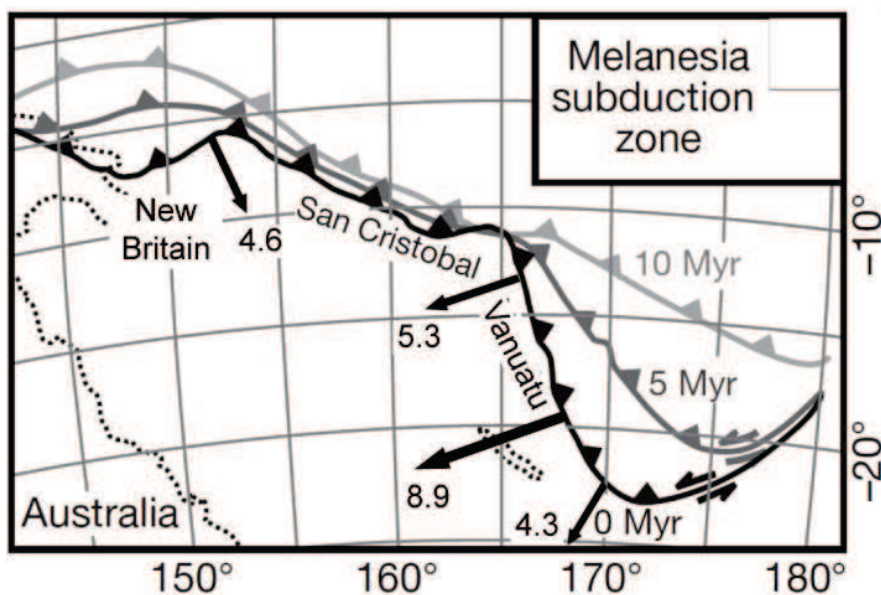 Melanesia
subduction
zone
New
Britain
4.6
San Cristobal
10 Myr
5.3
Vanuatu
5 Myr
8.9
4.3
0 Myr
Australia
-10°
-20°
150°
160°
170°
180°